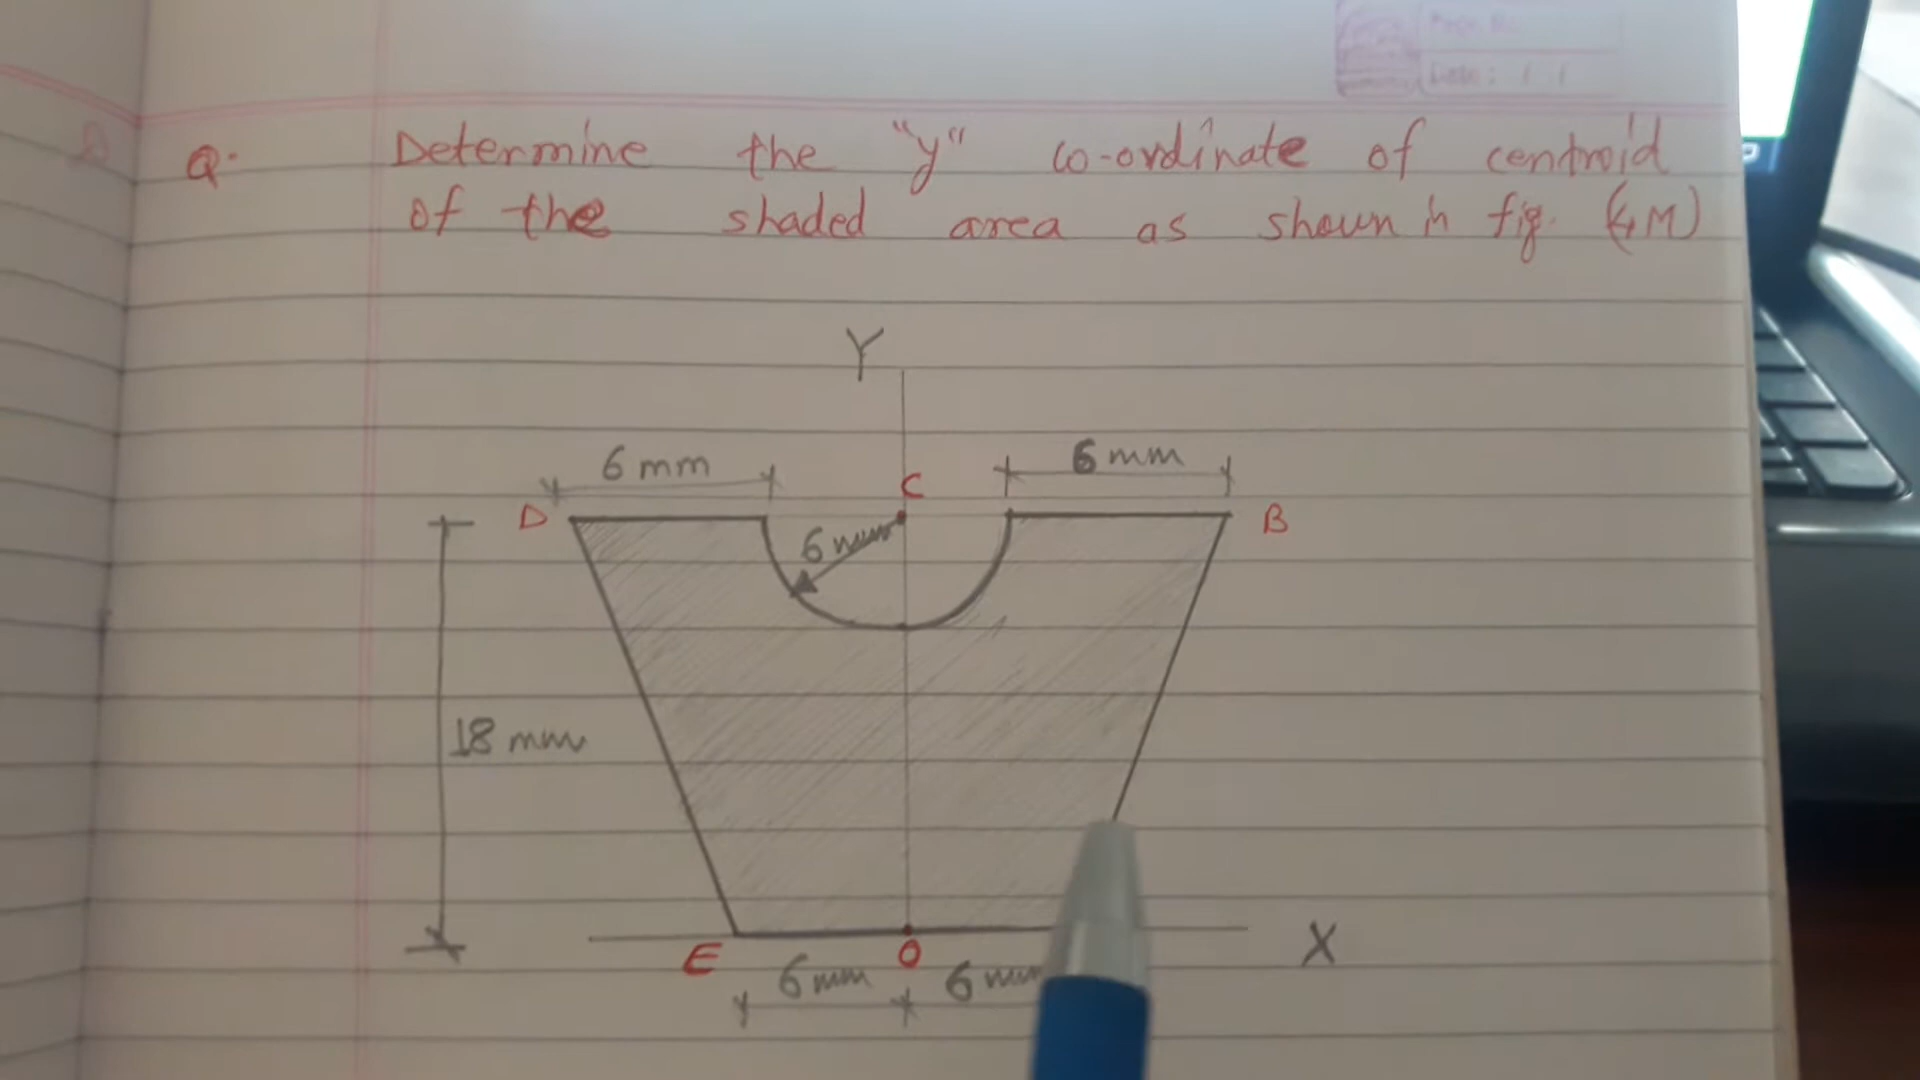 Q. Determine the "y" co-ordinate of centroid
of the shaded area as shown in fig. (4M)
Y
6 mm
6 mm
C
D
B
6 mm
18 mm
E
O
X
6 mm
6 mm